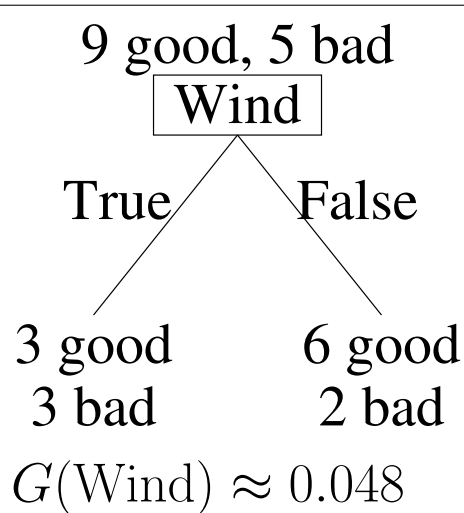 9 good, 5 bad
Wind
True False
3 good 6 good
3 bad 2 bad
G(Wind) ≈ 0.048